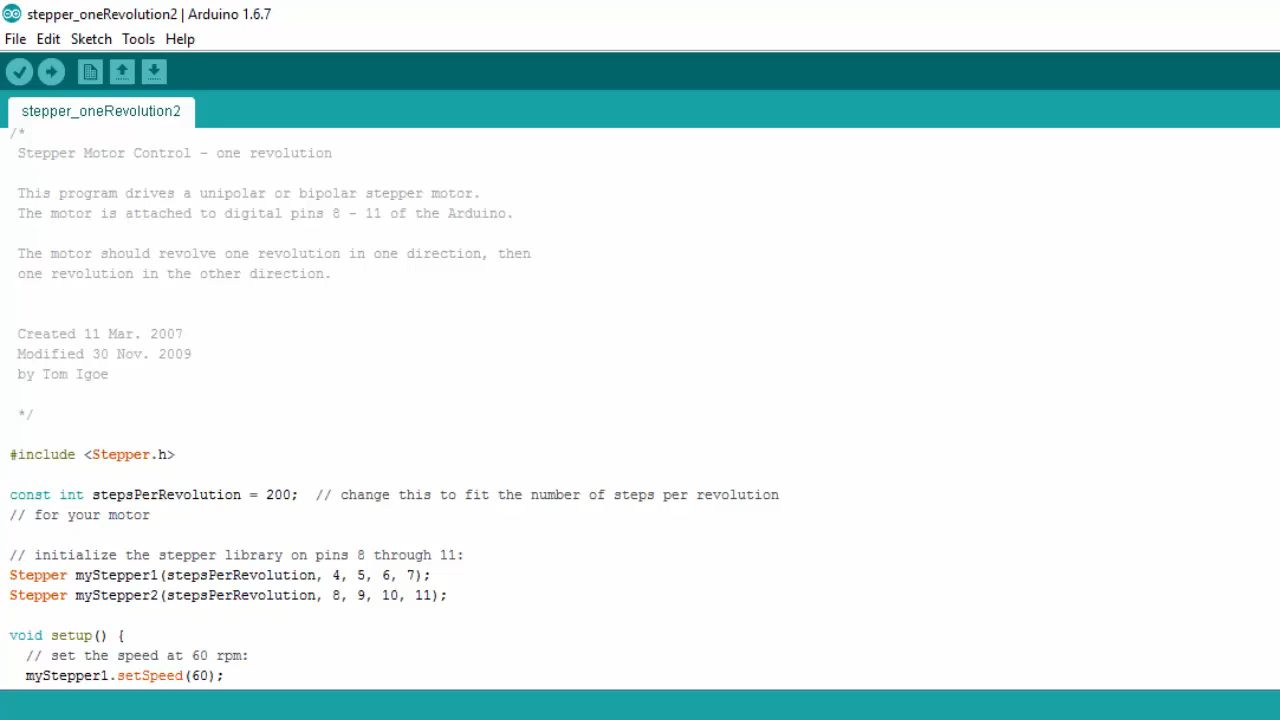 stepper_oneRevolution2 | Arduino 1.6.7
File Edit Sketch Tools Help
stepper_oneRevolution2
/*
Stepper Motor Control - one revolution
This program drives a unipolar or bipolar stepper motor.
The motor is attached to digital pins 8 - 11 of the Arduino.
The motor should revolve one revolution in one direction, then
one revolution in the other direction.
Created 11 Mar. 2007
Modified 30 Nov. 2009
by Tom Igoe
*/
#include <Stepper.h>
const int stepsPerRevolution = 200;  // change this to fit the number of steps per revolution
// for your motor
// initialize the stepper library on pins 8 through 11:
Stepper myStepper1(stepsPerRevolution, 4, 5, 6, 7);
Stepper myStepper2(stepsPerRevolution, 8, 9, 10, 11);
void setup() {
  // set the speed at 60 rpm:
  myStepper1.setSpeed(60);